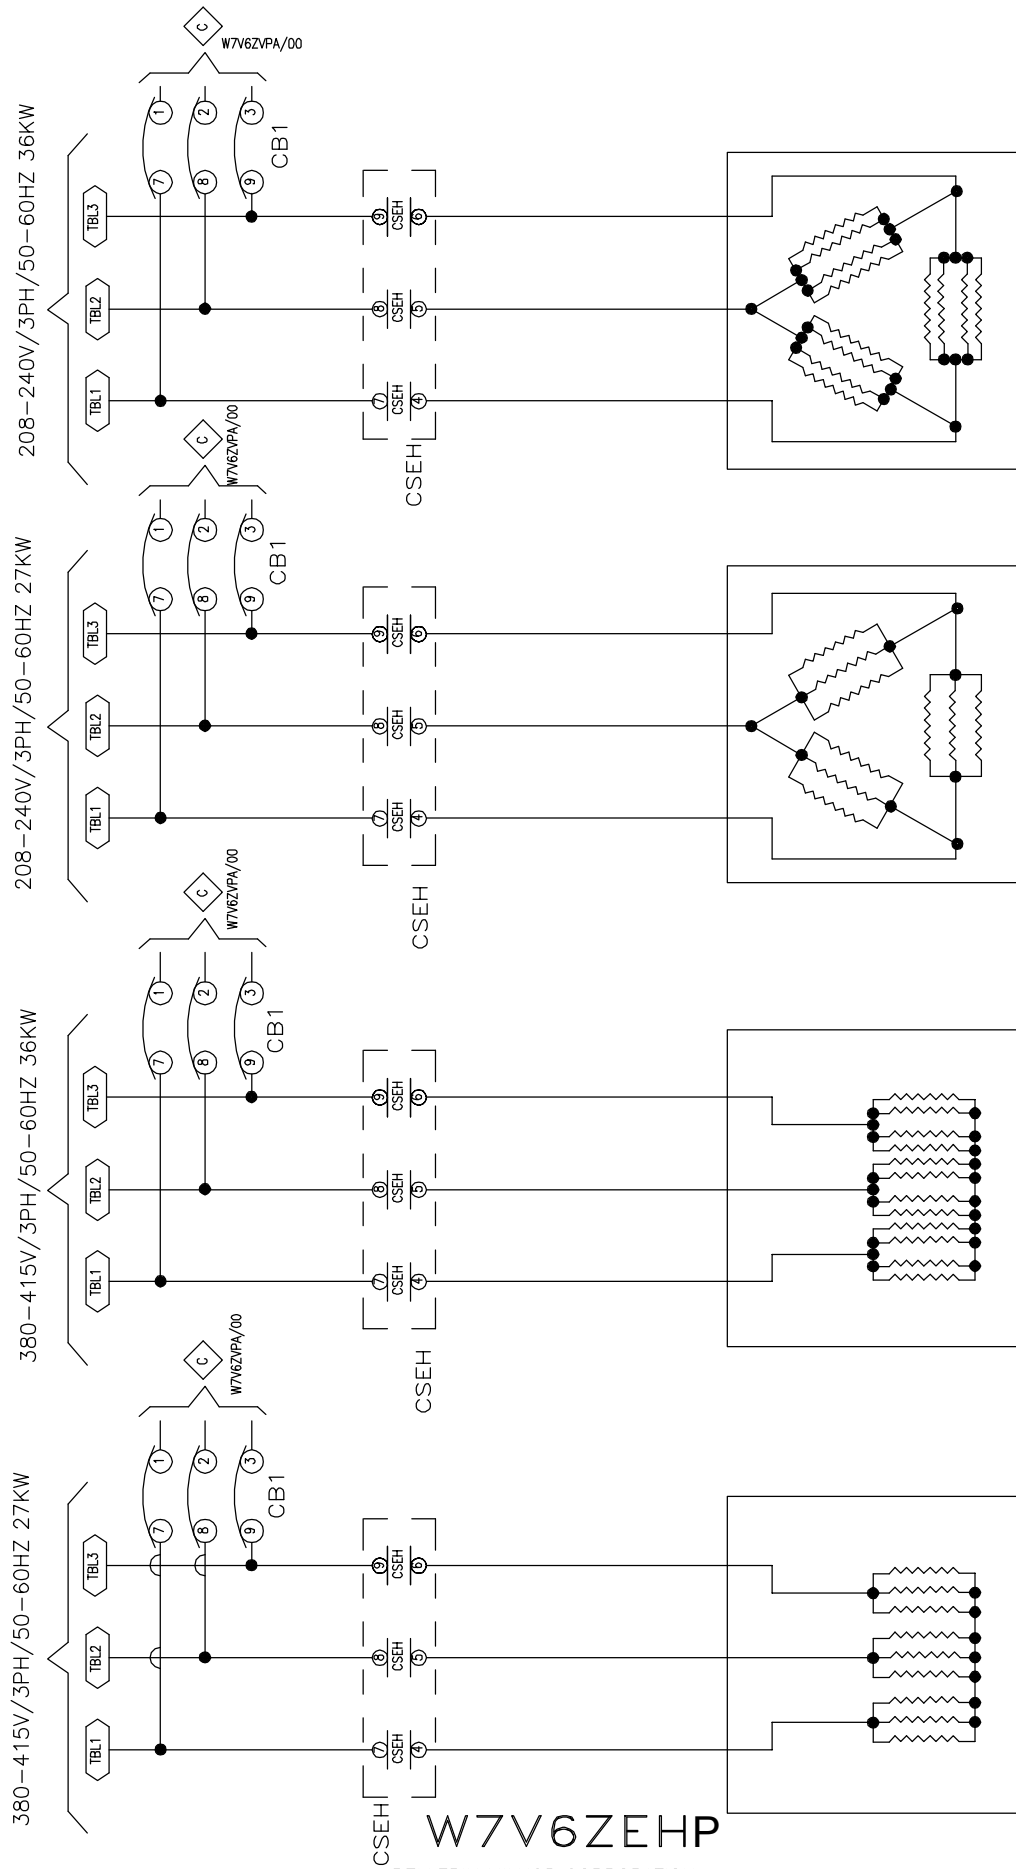 208-240V/3PH/50-60HZ 36KW
TBL1
TBL2
TBL3
C
W7V6ZVPA/00
1
2
3
7
8
9
CB1
7
8
9
CSEH
CSEH
CSEH
4
5
6
CSEH
208-240V/3PH/50-60HZ 27KW
TBL1
TBL2
TBL3
C
W7V6ZVPA/00
1
2
3
7
8
9
CB1
7
8
9
CSEH
CSEH
CSEH
4
5
6
CSEH
380-415V/3PH/50-60HZ 36KW
TBL1
TBL2
TBL3
C
W7V6ZVPA/00
1
2
3
7
8
9
CB1
7
8
9
CSEH
CSEH
CSEH
4
5
6
CSEH
380-415V/3PH/50-60HZ 27KW
TBL1
TBL2
TBL3
C
W7V6ZVPA/00
1
2
3
7
8
9
CB1
7
8
9
CSEH
CSEH
CSEH
4
5
6
CSEH
W7V6ZEHP